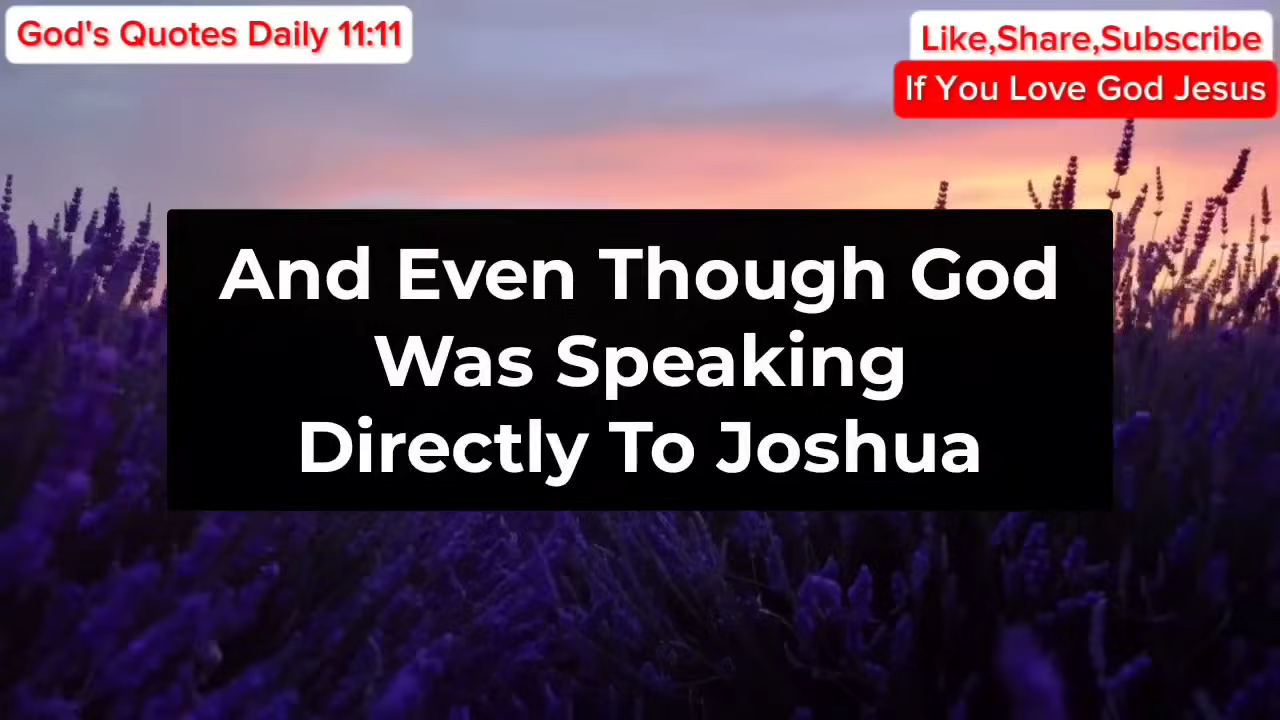 God's Quotes Daily 11:11
Like,Share,Subscribe
If You Love God Jesus
And Even Though God
Was Speaking
Directly To Joshua